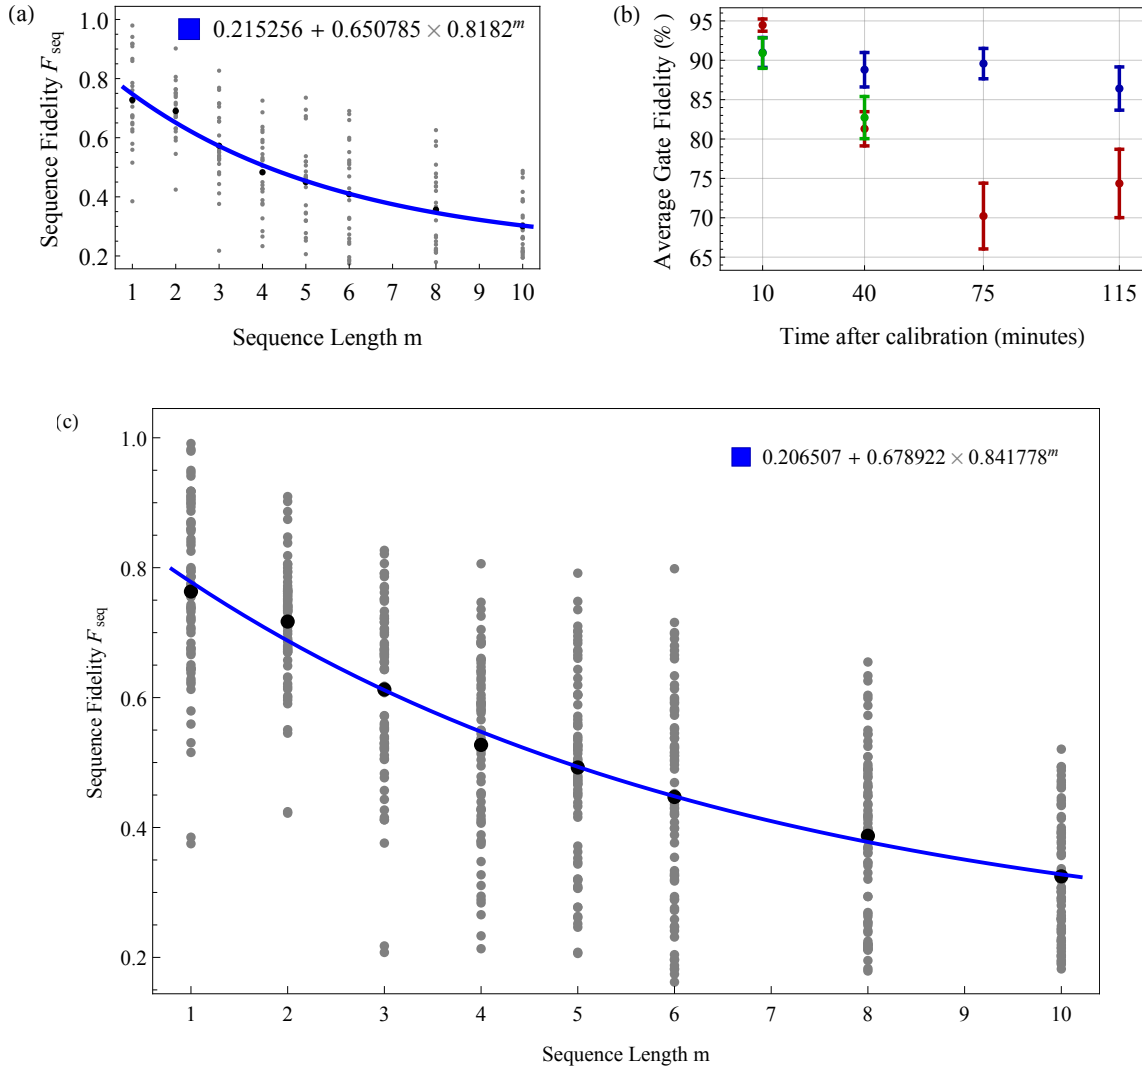 (a)
0.215256 + 0.650785 × 0.8182^m
Sequence Fidelity F_seq
1.0
0.8
0.6
0.4
0.2
1 2 3 4 5 6 8 8 9 10
Sequence Length m
(b)
Average Gate Fidelity (%)
95
90
85
80
75
70
65
10 40 75 115
Time after calibration (minutes)
(c)
0.206507 + 0.678922 × 0.841778^m
Sequence Fidelity F_seq
1.0
0.8
0.6
0.4
0.2
1 2 3 4 5 6 7 8 9 10
Sequence Length m